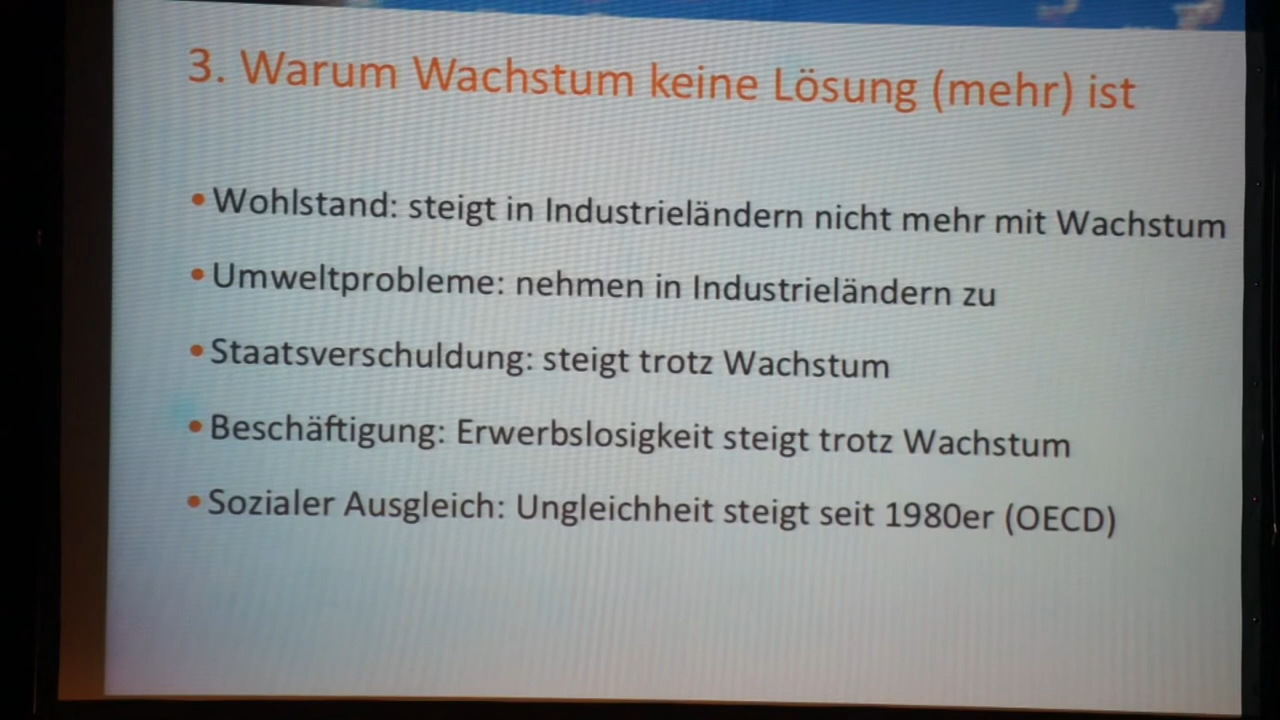 3. Warum Wachstum keine Lösung (mehr) ist
• Wohlstand: steigt in Industrieländern nicht mehr mit Wachstum
• Umweltprobleme: nehmen in Industrieländern zu
• Staatsverschuldung: steigt trotz Wachstum
• Beschäftigung: Erwerbslosigkeit steigt trotz Wachstum
• Sozialer Ausgleich: Ungleichheit steigt seit 1980er (OECD)